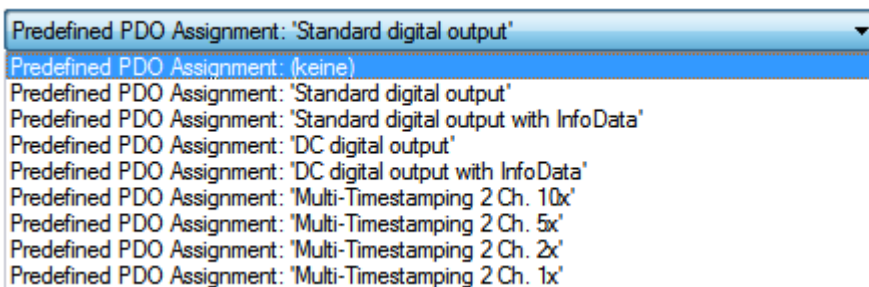 Predefined PDO Assignment: 'Standard digital output'
Predefined PDO Assignment: (keine)
Predefined PDO Assignment: 'Standard digital output'
Predefined PDO Assignment: 'Standard digital output with InfoData'
Predefined PDO Assignment: 'DC digital output'
Predefined PDO Assignment: 'DC digital output with InfoData'
Predefined PDO Assignment: 'Multi-Timestamping 2 Ch. 10x'
Predefined PDO Assignment: 'Multi-Timestamping 2 Ch. 5x'
Predefined PDO Assignment: 'Multi-Timestamping 2 Ch. 2x'
Predefined PDO Assignment: 'Multi-Timestamping 2 Ch. 1x'